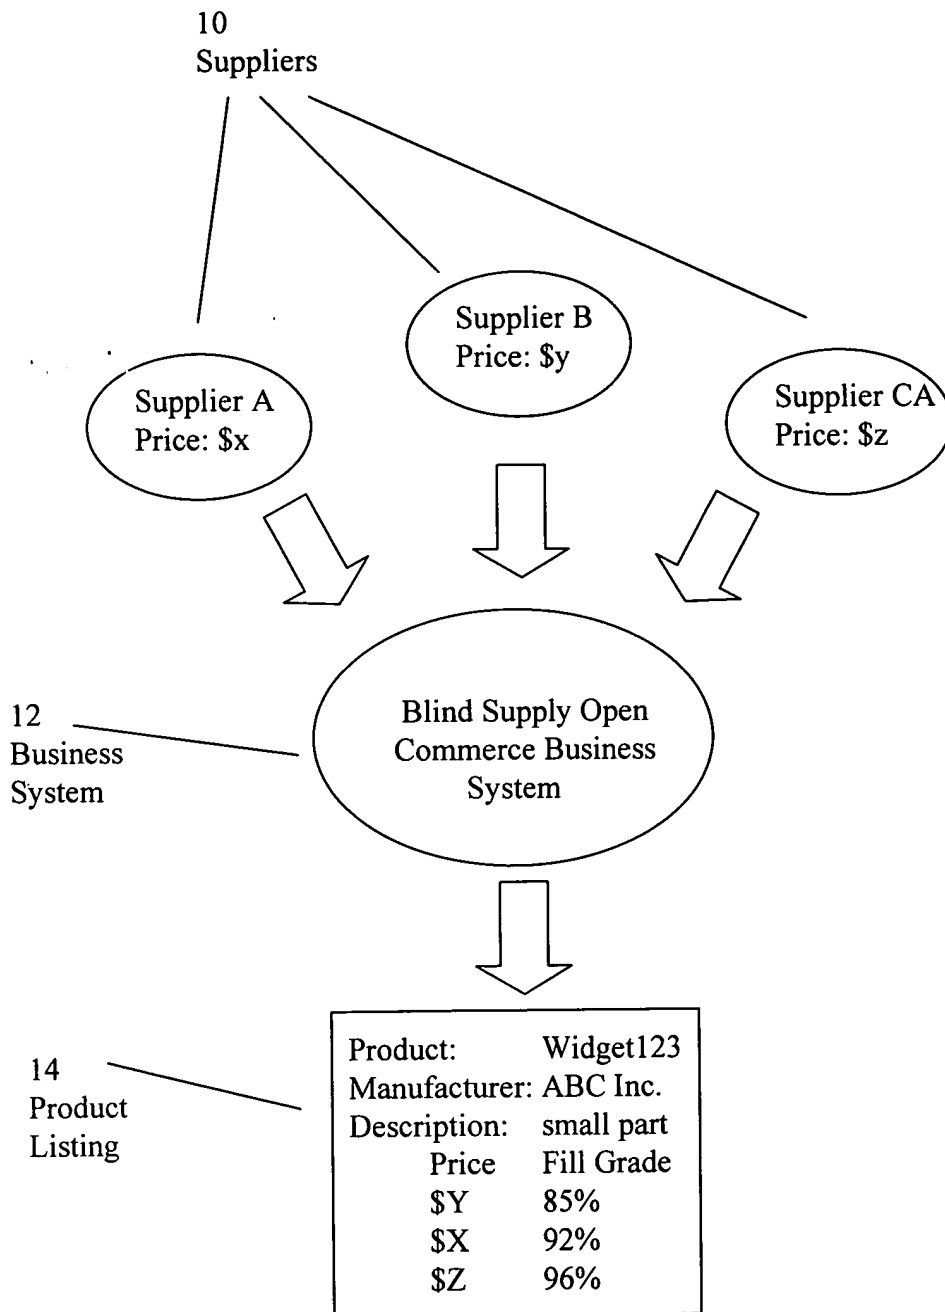 10
Suppliers
Supplier B
Price: $y
Supplier A
Price: $x
Supplier CA
Price: $z
12
Business
System
Blind Supply Open
Commerce Business
System
14
Product
Listing
Product: Widget123
Manufacturer: ABC Inc.
Description: small part
Price Fill Grade
$Y 85%
$X 92%
$Z 96%